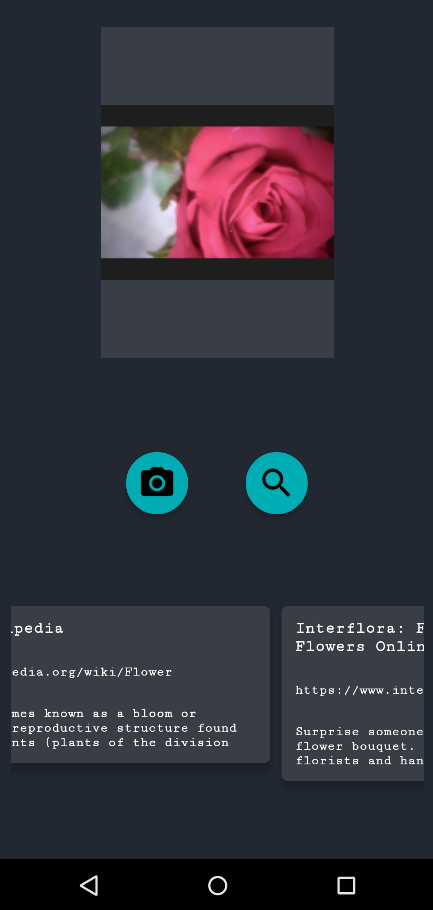 .pedia
edia.org/wiki/Flower
mes known as a bloom or
reproductive structure found
nts (plants of the division
Interflora: F
Flowers Onlin
https://www.inte
Surprise someone
flower bouquet.
florists and han